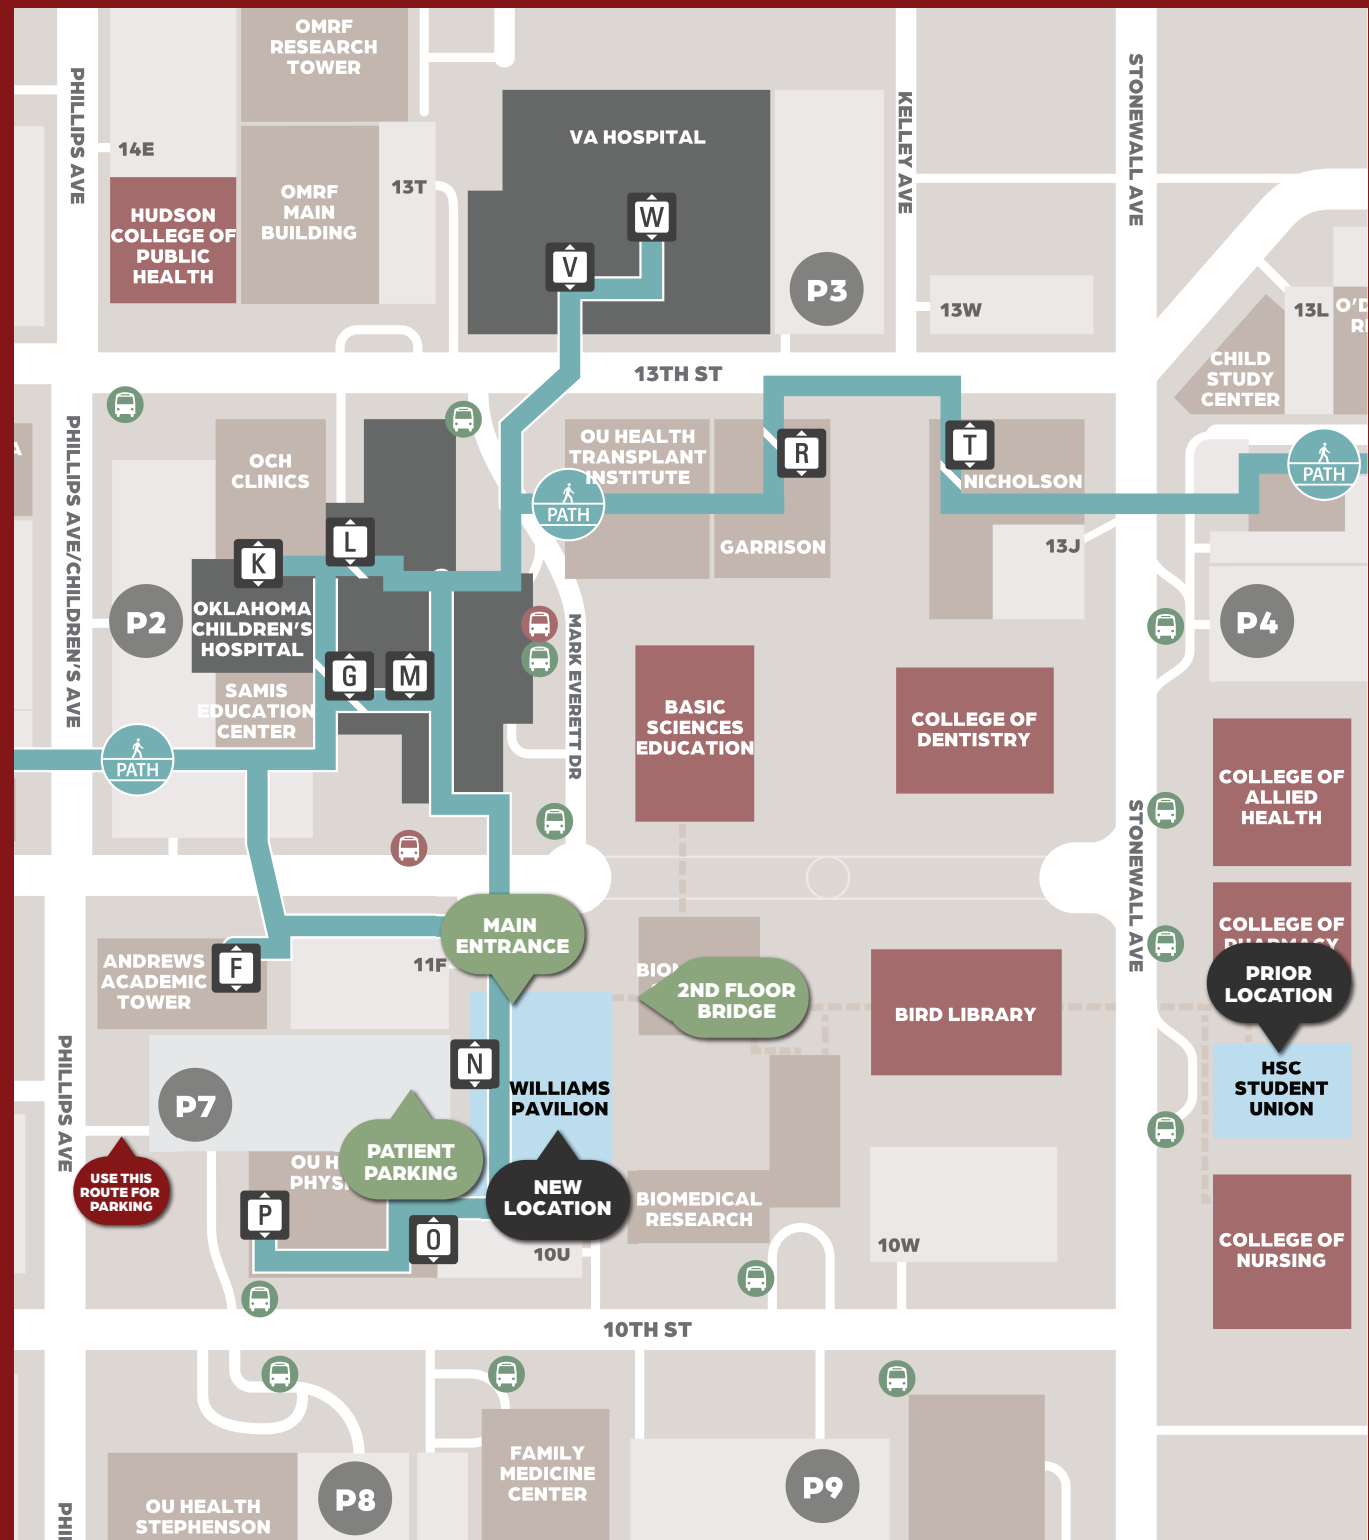 OMRF
RESEARCH
TOWER
PHILLIPS AVE
14E
HUDSON
COLLEGE OF
PUBLIC
HEALTH
OMRF
MAIN
BUILDING
13T
VA HOSPITAL
W
V
P3
KELLEY AVE
STONEWALL AVE
13W
13L
CHILD
STUDY
CENTER
13TH ST
PHILLIPS AVE/CHILDREN'S AVE
OCH
CLINICS
OU HEALTH
TRANSPLANT
INSTITUTE
R
T
NICHOLSON
PATH
PATH
GARRISON
13J
L
K
P2
OKLAHOMA
CHILDREN'S
HOSPITAL
P4
MARK EVERETT DR
G
M
SAMIS
EDUCATION
CENTER
PATH
BASIC
SCIENCES
EDUCATION
COLLEGE OF
DENTISTRY
COLLEGE OF
ALLIED
HEALTH
STONEWALL AVE
MAIN
ENTRANCE
COLLEGE OF
ANDREWS
ACADEMIC
TOWER
F
11F
2ND FLOOR
BRIDGE
PRIOR
LOCATION
BIRD LIBRARY
PHILLIPS AVE
N
WILLIAMS
PAVILION
HSC
STUDENT
UNION
P7
PATIENT
PARKING
USE THIS
ROUTE FOR
PARKING
OU
NEW
LOCATION
BIOMEDICAL
RESEARCH
P
O
10U
10W
COLLEGE OF
NURSING
10TH ST
FAMILY
MEDICINE
CENTER
P8
P9
OU HEALTH
STEPHENSON